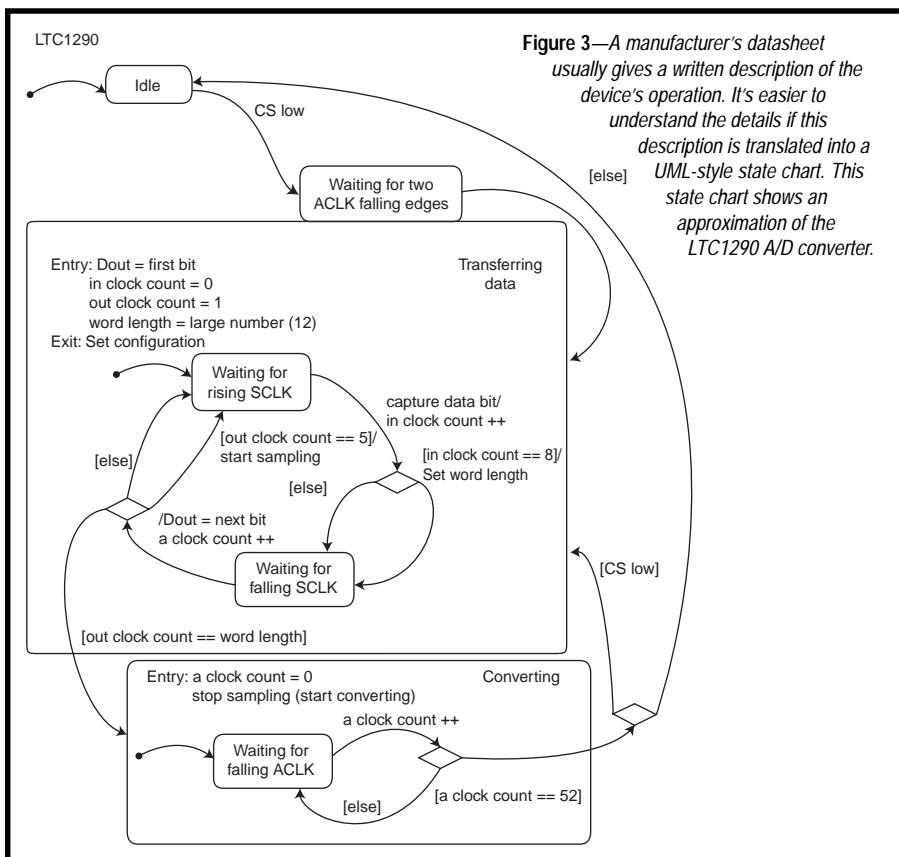 LTC1290
Figure 3—A manufacturer's datasheet
usually gives a written description of the
device's operation. It's easier to
understand the details if this
description is translated into a
UML-style state chart. This
state chart shows an
approximation of the
LTC1290 A/D converter.
Idle
CS low
[else]
Waiting for two
ACLK falling edges
Entry: Dout = first bit
in clock count = 0
out clock count = 1
word length = large number (12)
Exit: Set configuration
Transferring
data
Waiting for
rising SCLK
capture data bit/
in clock count ++
[out clock count == 5]/
start sampling
[in clock count == 8]/
Set word length
[else]
[else]
/Dout = next bit
a clock count ++
Waiting for
falling SCLK
[CS low]
[out clock count == word length]
Entry: a clock count = 0
stop sampling (start converting)
Converting
a clock count ++
Waiting for
falling ACLK
[else]
[a clock count == 52]